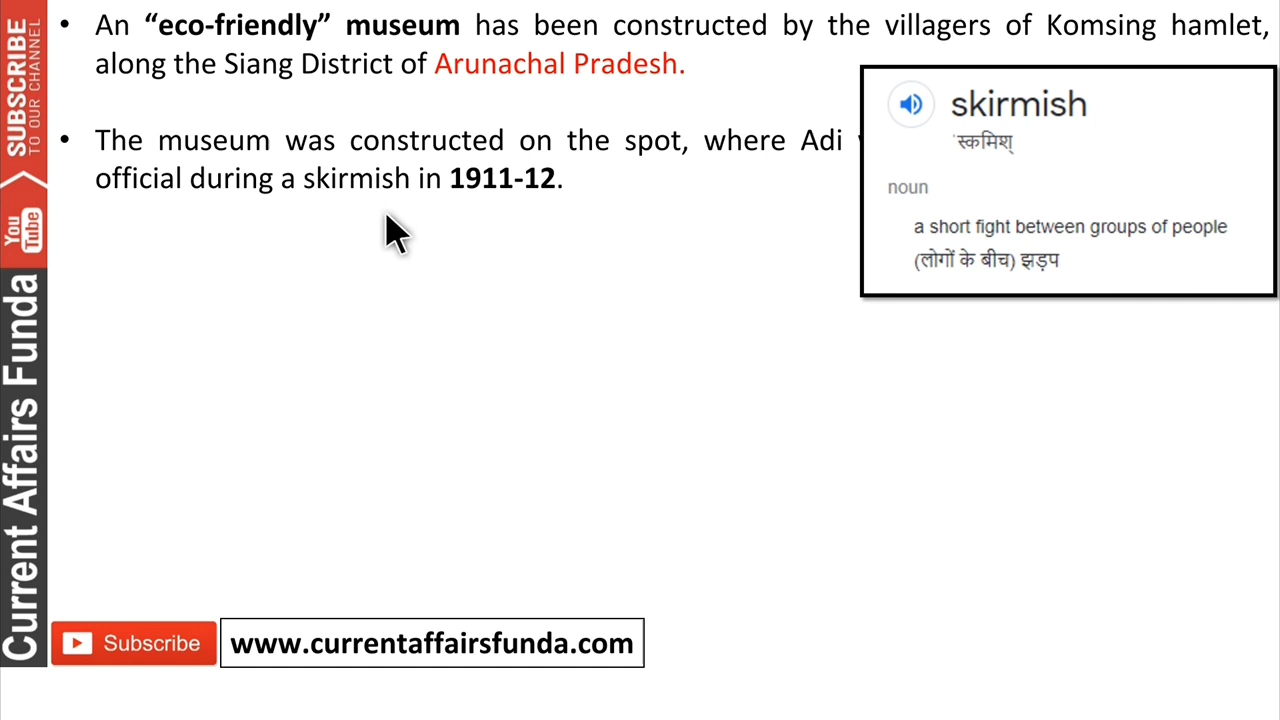 • An “eco-friendly” museum has been constructed by the villagers of Komsing hamlet,
along the Siang District of Arunachal Pradesh.
• The museum was constructed on the spot, where Adi
official during a skirmish in 1911-12.
skirmish
ˈस्कमिश्
noun
a short fight between groups of people
(लोगों के बीच) झड़प
SUBSCRIBE
TO OUR CHANNEL
You
Tube
Current Affairs Funda
Subscribe
www.currentaffairsfunda.com